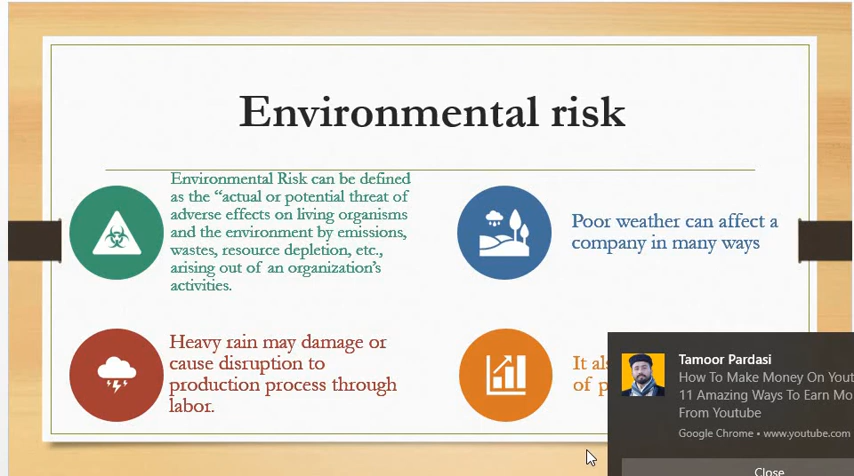 Environmental risk
Environmental Risk can be defined
as the “actual or potential threat of
adverse effects on living organisms
and the environment by emissions,
wastes, resource depletion, etc.,
arising out of an organization’s
activities.
Poor weather can affect a
company in many ways
Heavy rain may damage or
cause disruption to
production process through
labor.
It
of
Tamoor Pardasi
How To Make Money On
11 Amazing Ways To Earn
From Youtube
Google Chrome • www.youtube.com
Close